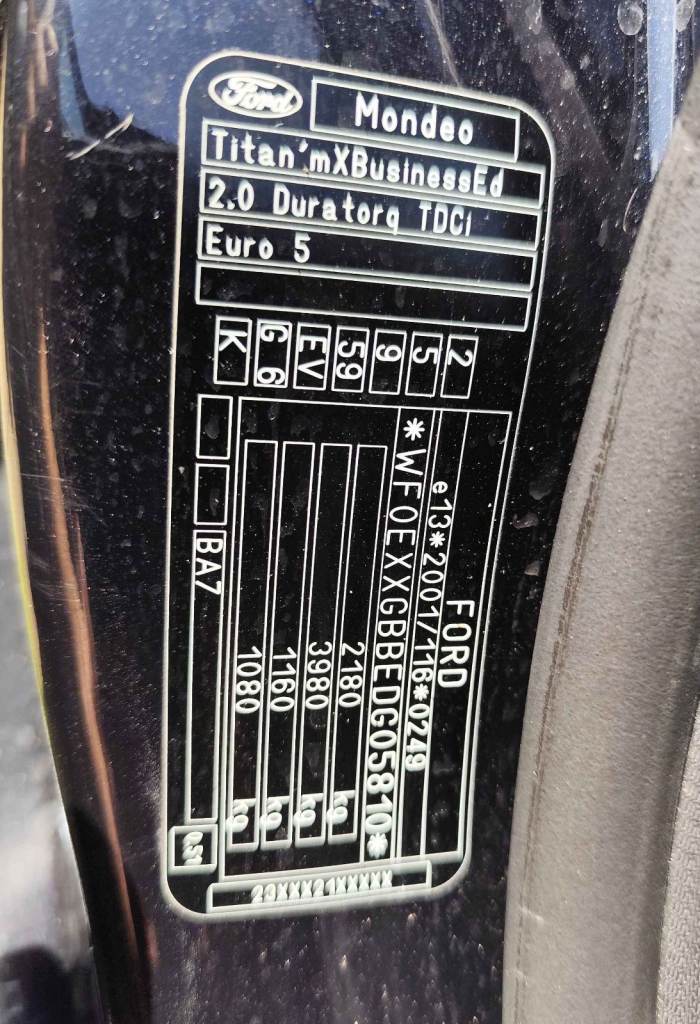 Ford
Mondeo
Titan'mXBusinessEd
2.0 Duratorq TDCi
Euro 5
2
5
9
59
EV
G 6
K
FORD
e13*2001/116*0249
*WF0EXXGBBEDG05810*
2180 kg
3980 kg
1160 kg
1080 kg
BA7
23XXX21XXXXX